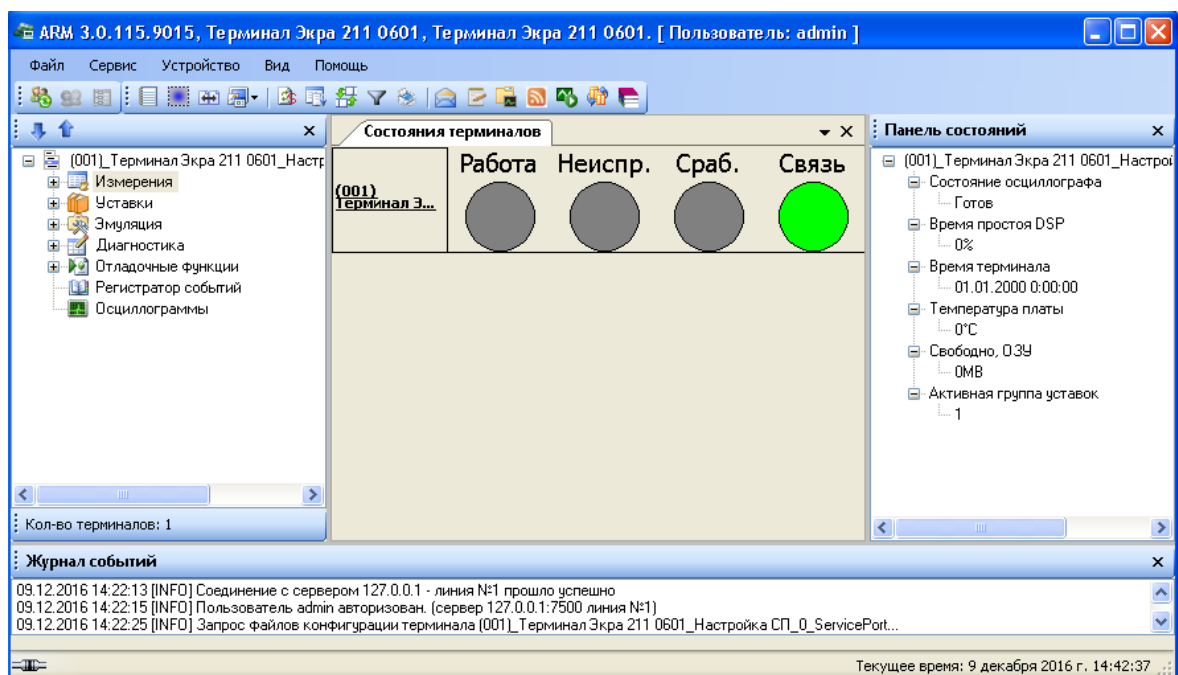 ARM 3.0.115.9015, Терминал Экра 211 0601, Терминал Экра 211 0601. [ Пользователь: admin ]
Файл Сервис Устройство Вид Помощь
(001)_Терминал Экра 211 0601_Настр
Измерения
Уставки
Эмуляция
Диагностика
Отладочные функции
Регистратор событий
Осциллограммы
Кол-во терминалов: 1
Состояния терминалов
Работа Неиспр. Сраб. Связь
(001)
Терминал Э...
Панель состояний
(001)_Терминал Экра 211 0601_Настрой
Состояние осциллографа
Готов
Время простоя DSP
0%
Время терминала
01.01.2000 0:00:00
Температура платы
0°C
Свободно, ОЗУ
0MB
Активная группа уставок
1
Журнал событий
09.12.2016 14:22:13 [INFO] Соединение с сервером 127.0.0.1 - линия №1 прошло успешно
09.12.2016 14:22:15 [INFO] Пользователь admin авторизован. (сервер 127.0.0.1:7500 линия №1)
09.12.2016 14:22:25 [INFO] Запрос файлов конфигурации терминала (001)_Терминал Экра 211 0601_Настройка СП_0_ServicePort...
Текущее время: 9 декабря 2016 г. 14:42:37